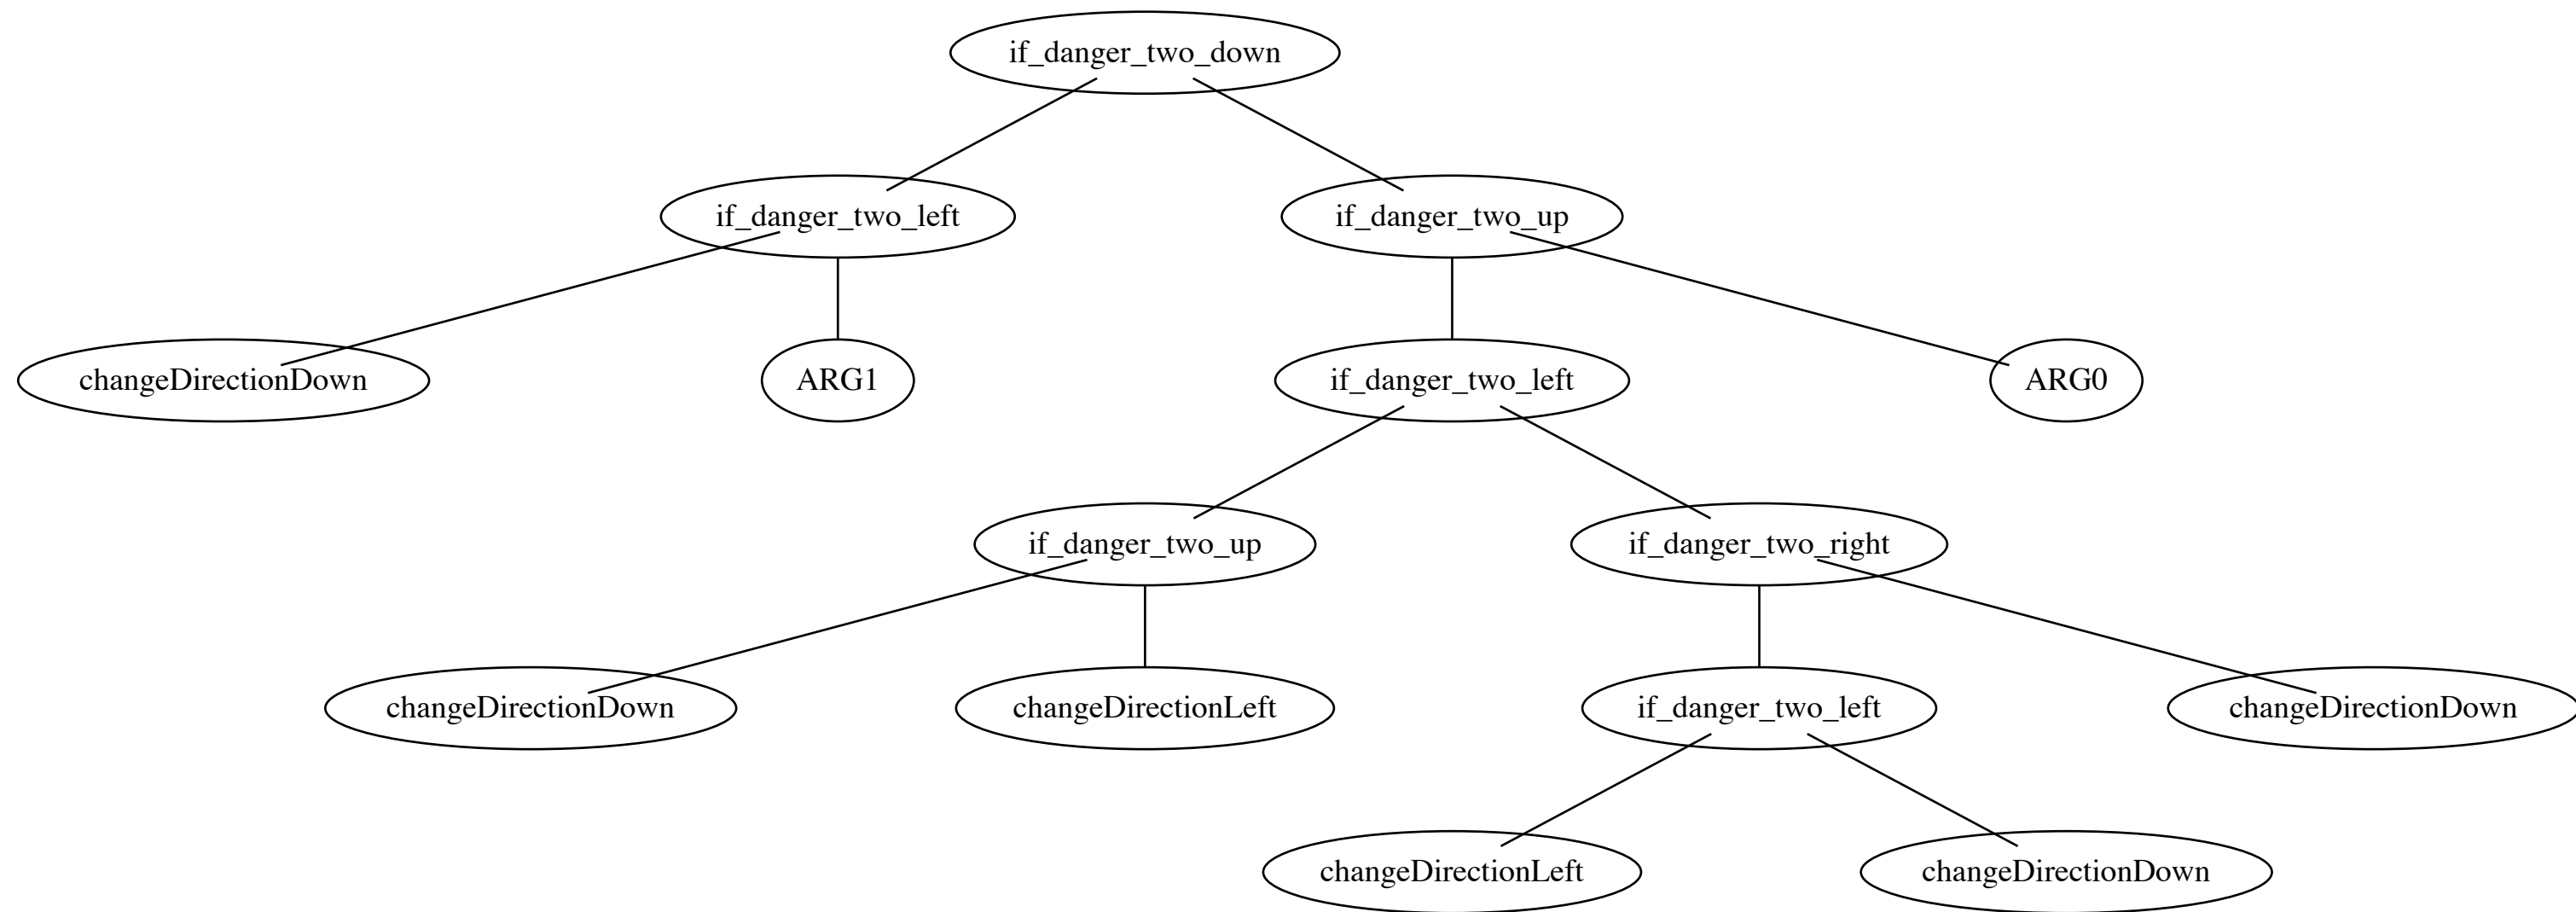 if_danger_two_down
if_danger_two_left
if_danger_two_up
changeDirectionDown
ARG1
if_danger_two_left
ARG0
if_danger_two_up
if_danger_two_right
changeDirectionDown
changeDirectionLeft
if_danger_two_left
changeDirectionDown
changeDirectionLeft
changeDirectionDown